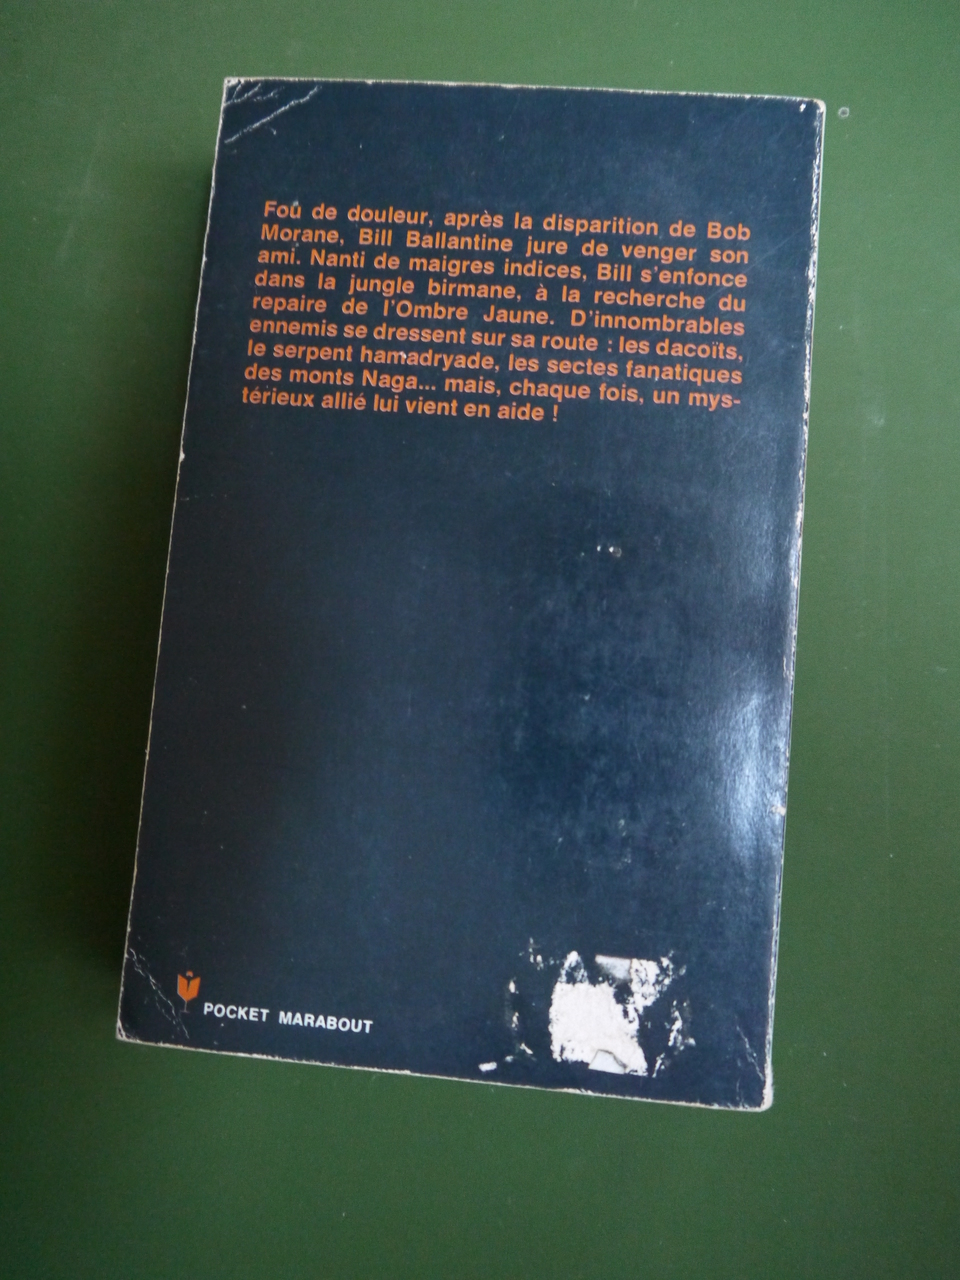 Fou de douleur, après la disparition de Bob
Morane, Bill Ballantine jure de venger son
ami. Nanti de maigres indices, Bill s'enfonce
dans la jungle birmane, à la recherche du
repaire de l'Ombre Jaune. D'innombrables
ennemis se dressent sur sa route : les dacoïts,
le serpent hamadryade, les sectes fanatiques
des monts Naga... mais, chaque fois, un mys-
térieux allié lui vient en aide !
POCKET MARABOUT